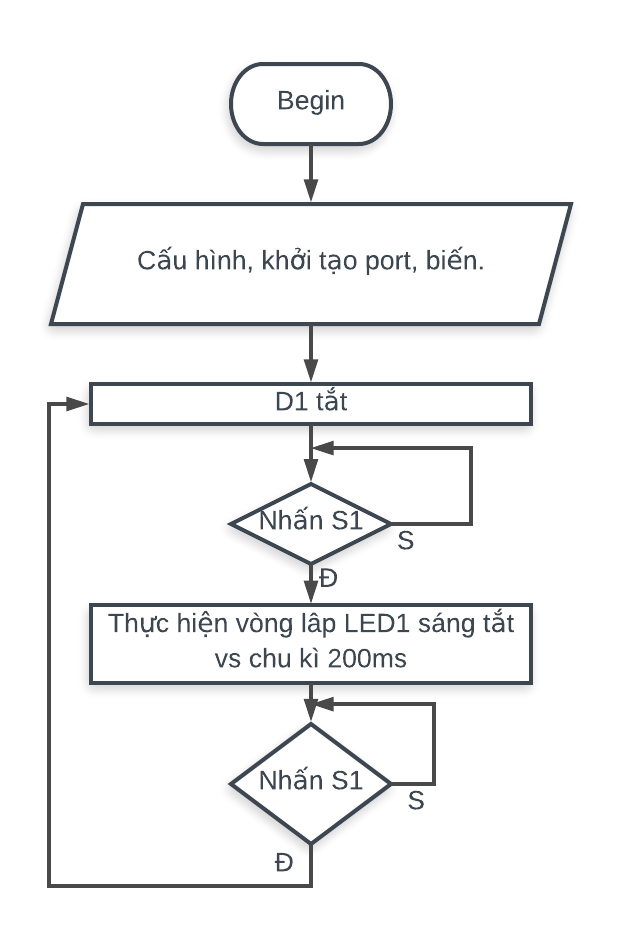 Begin
Cấu hình, khởi tạo port, biến.
D1 tắt
Nhấn S1
S
Đ
Thực hiện vòng lâp LED1 sáng tắt
vs chu kì 200ms
Nhấn S1
S
Đ